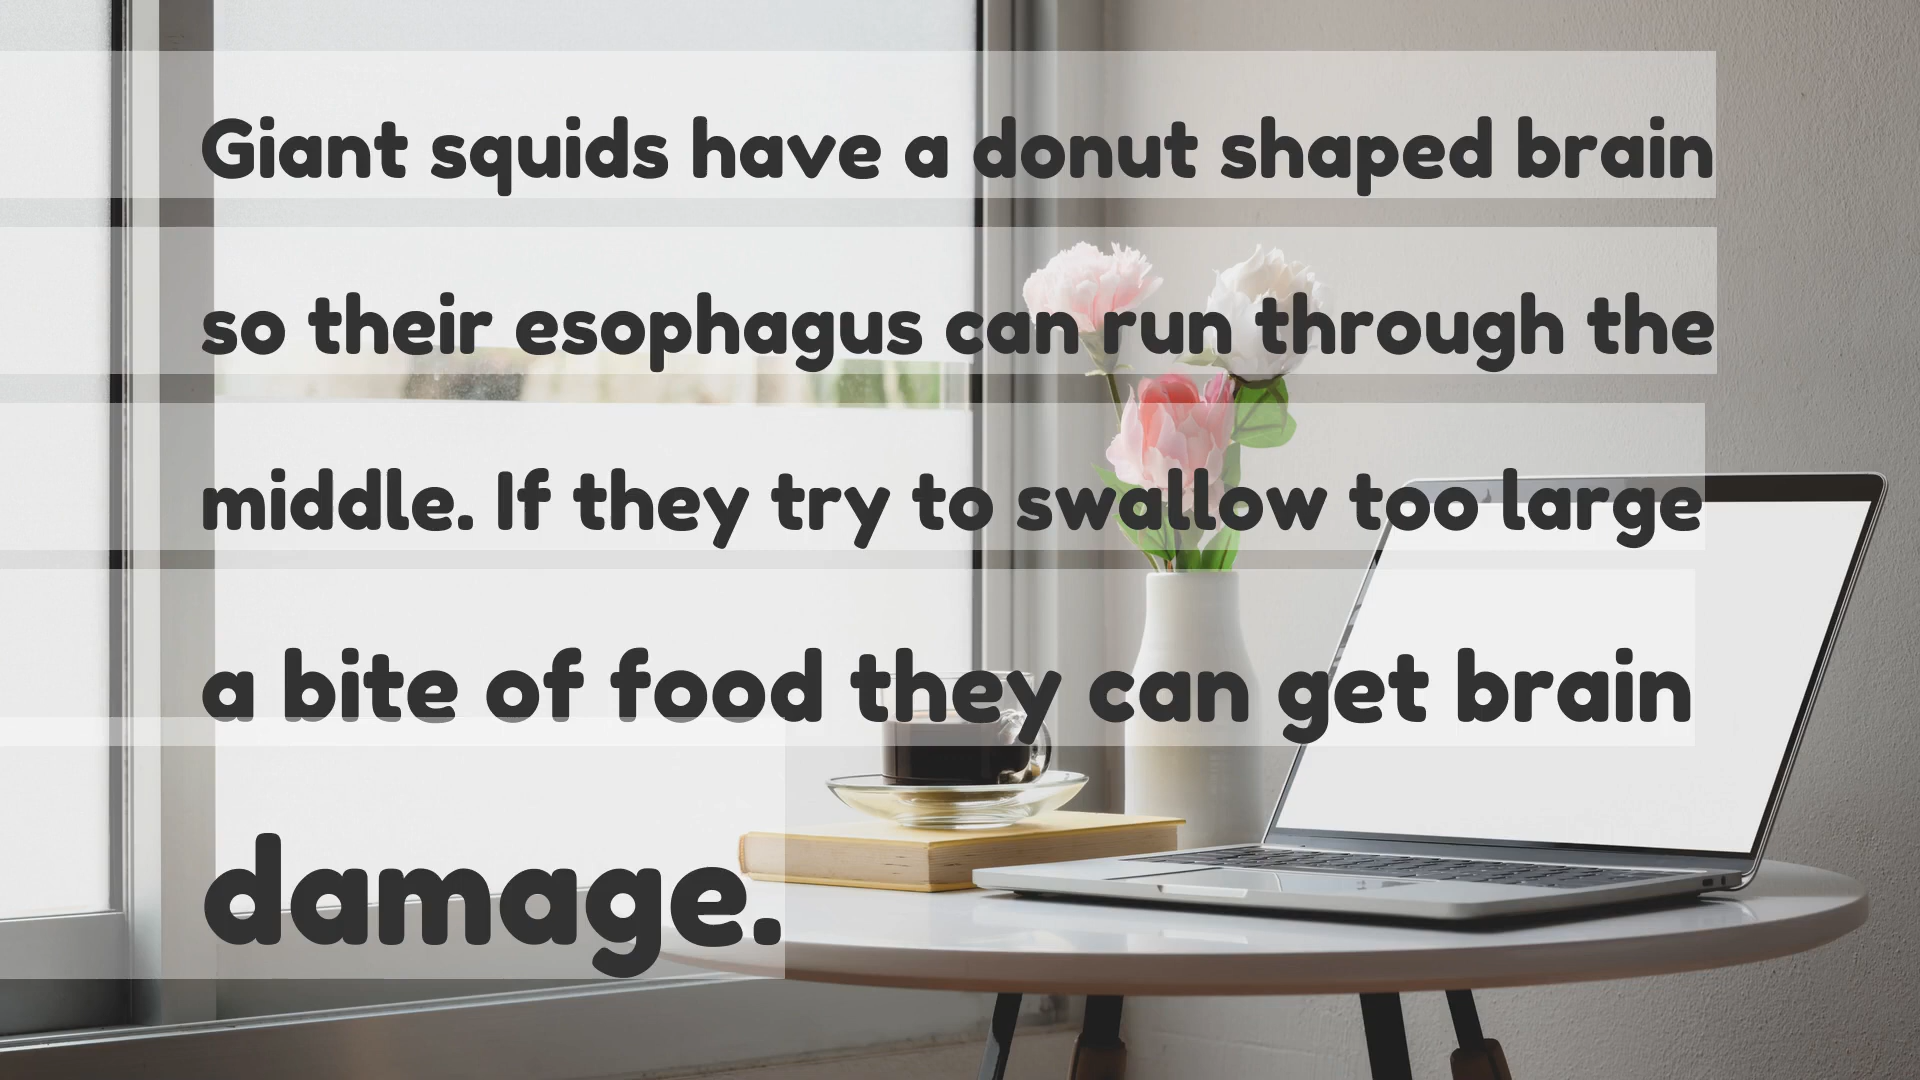 Giant squids have a donut shaped brain
so their esophagus can run through the
middle. If they try to swallow too large
a bite of food they can get brain
damage.